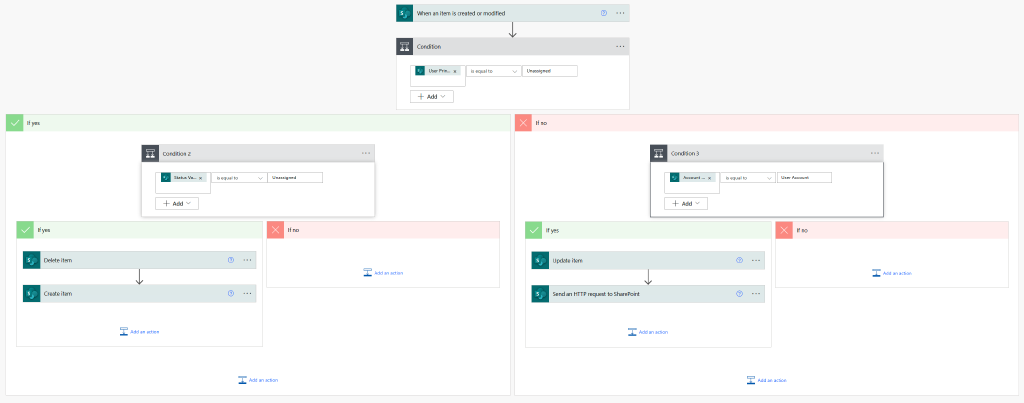 When an item is created or modified
Condition
User Prin... x is equal to Unassigned
+ Add
If yes
If no
Condition 2
Status Va... x is equal to Unassigned
+ Add
If yes
If no
Delete item
Create item
Add an action
Add an action
Add an action
Condition 3
Account ... x is equal to User Account
+ Add
If yes
If no
Update item
Send an HTTP request to SharePoint
Add an action
Add an action
Add an action